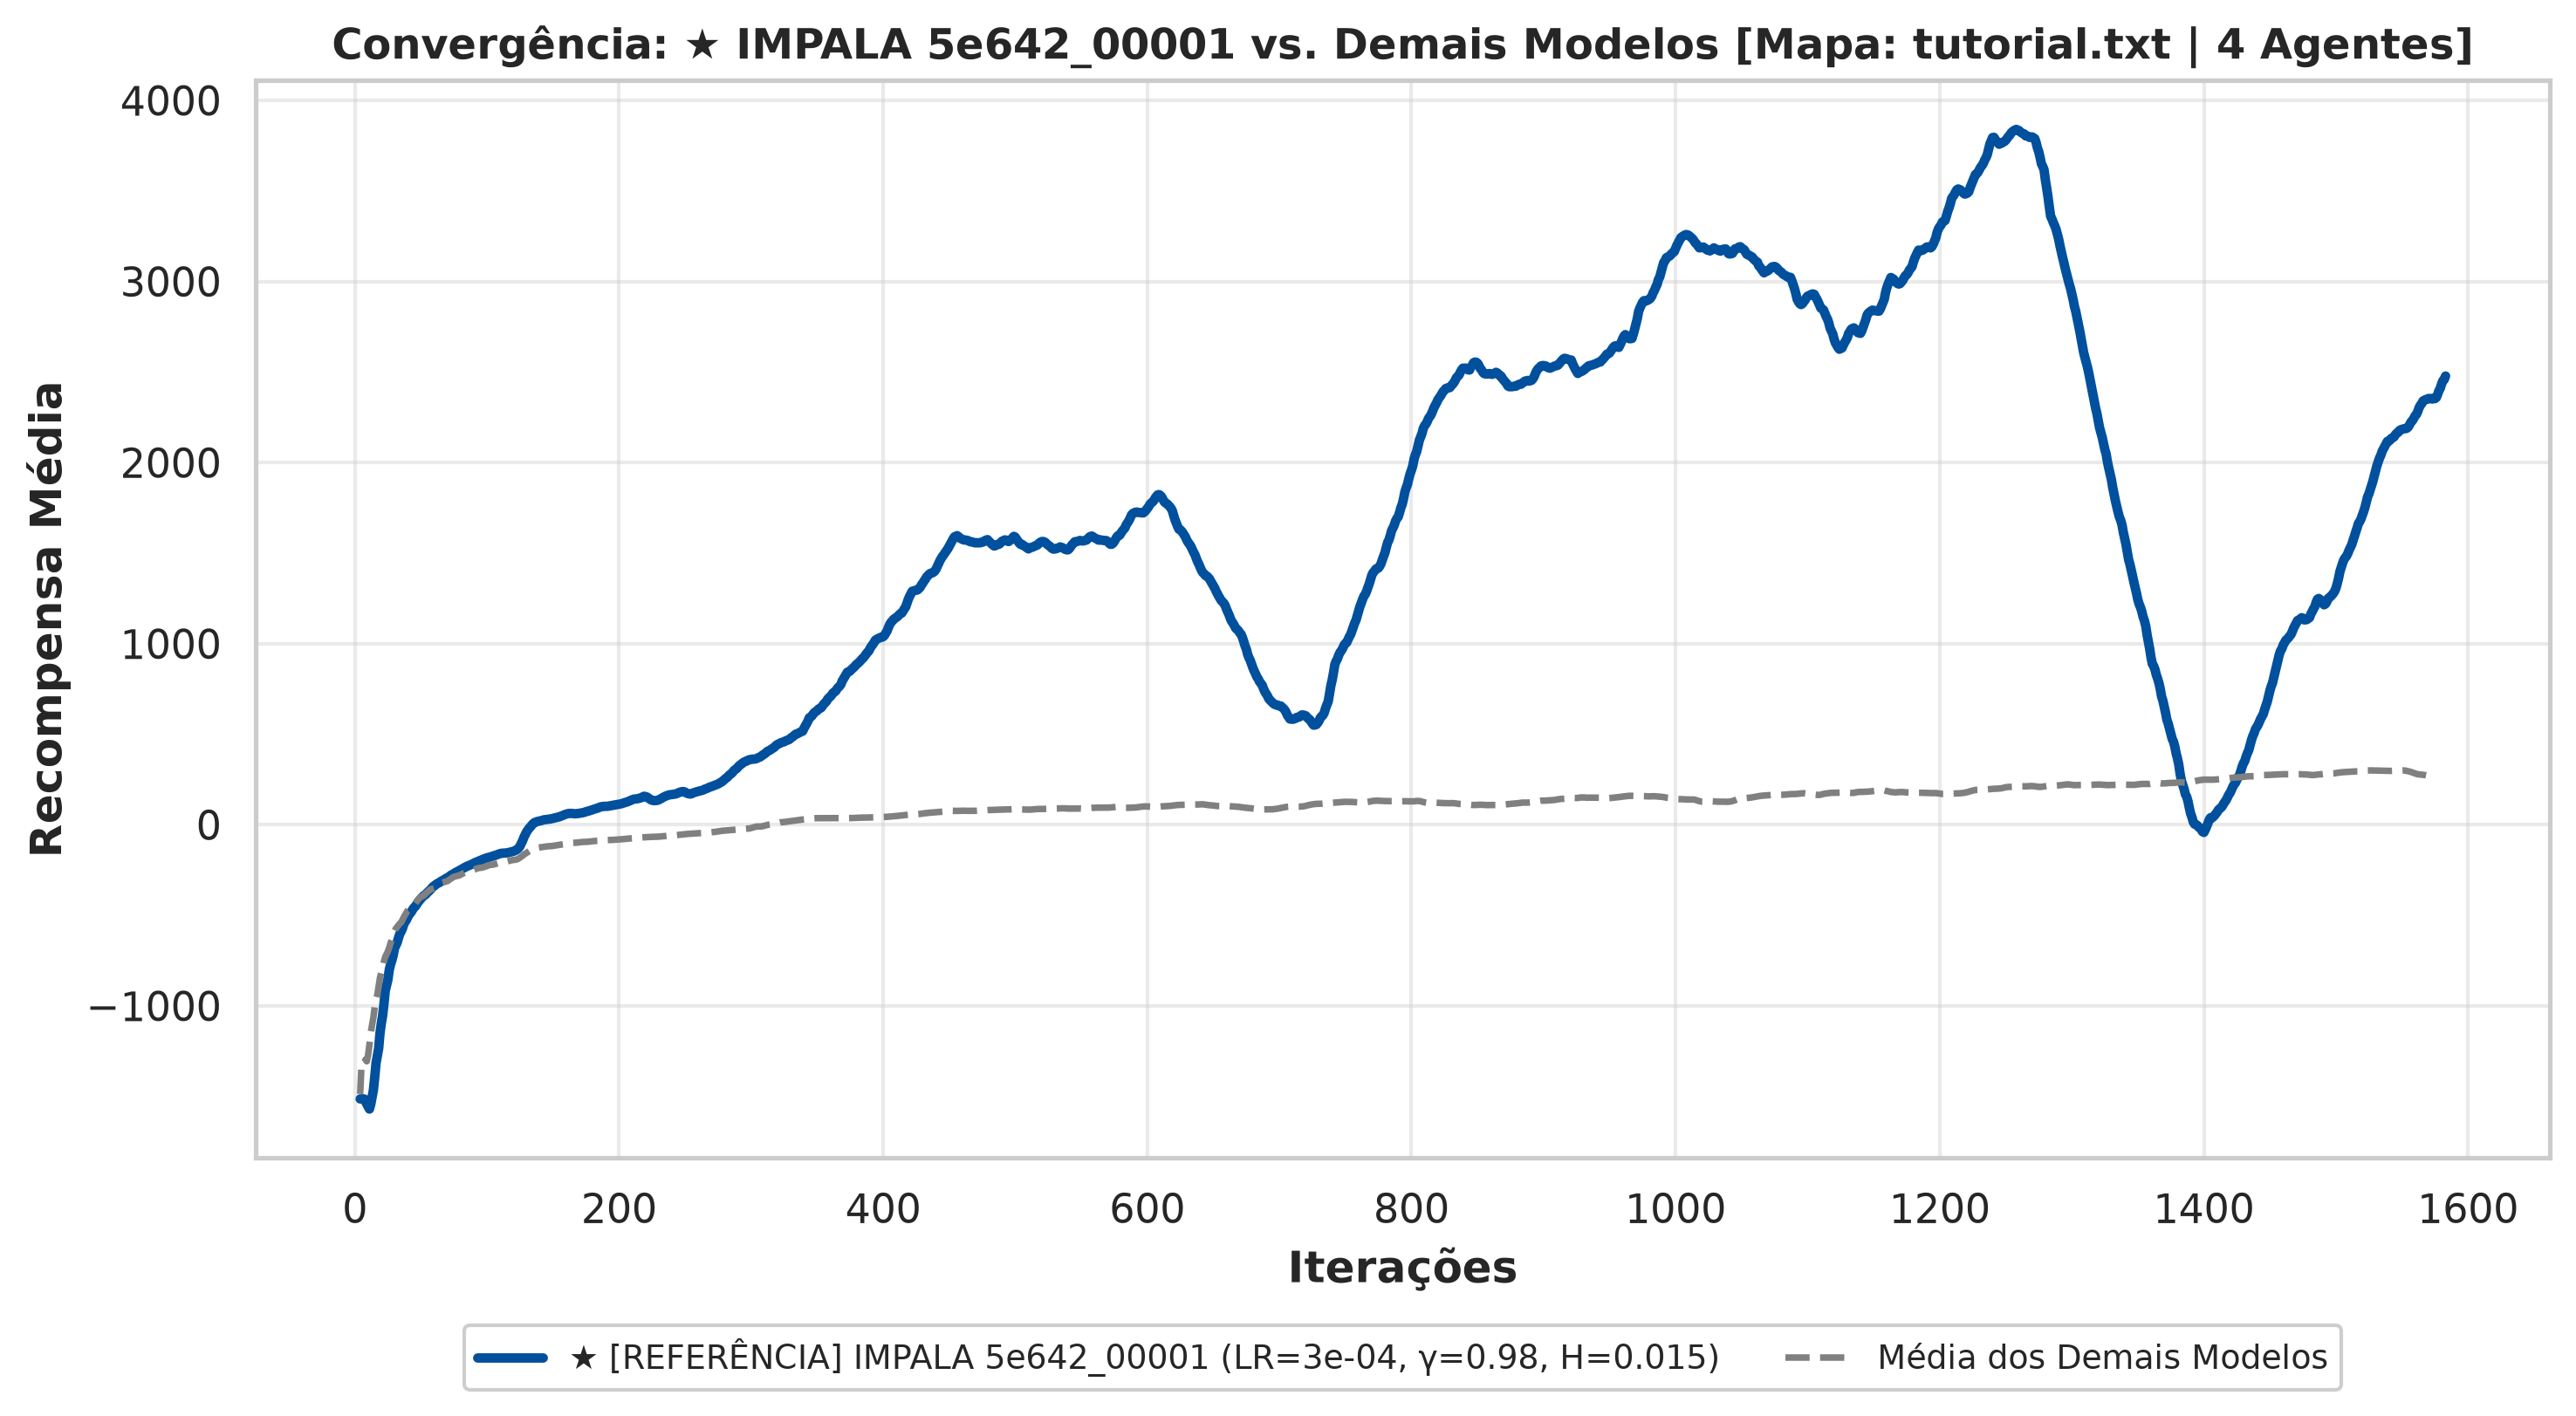 Convergência: ★ IMPALA 5e642_00001 vs. Demais Modelos [Mapa: tutorial.txt | 4 Agentes]
Recompensa Média
4000
3000
2000
1000
0
−1000
0 200 400 600 800 1000 1200 1400 1600
Iterações
★ [REFERÊNCIA] IMPALA 5e642_00001 (LR=3e-04, γ=0.98, H=0.015) Média dos Demais Modelos